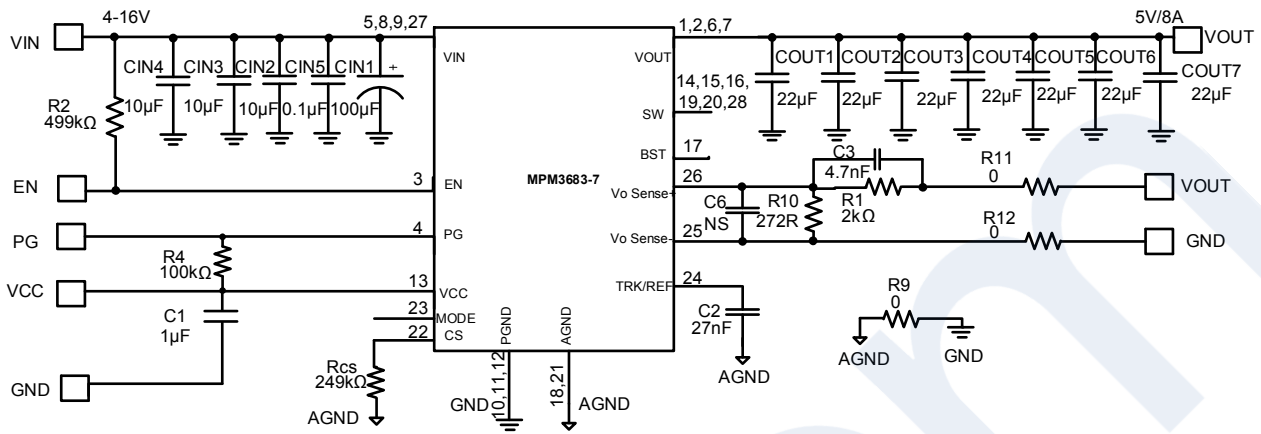 4-16V
5,8,9,27
1,2,6,7
5V/8A
VIN
VOUT
VIN
VOUT
CIN4
CIN3
CIN2
CIN5
CIN1
+
COUT1
COUT2
COUT3
COUT4
COUT5
COUT6
COUT7
10µF
10µF
10µF
0.1µF
100µF
22µF
22µF
22µF
22µF
22µF
22µF
22µF
R2
499kΩ
14,15,16,
19,20,28
SW
17
BST
C3
4.7nF
EN
3
EN
MPM3683-7
26
Vo Sense+
C6
NS
R10
272R
R1
2kΩ
R11
0
VOUT
PG
4
PG
25
Vo Sense-
R12
0
GND
R4
100kΩ
VCC
13
VCC
24
TRK/REF
C1
1µF
23
MODE
22
CS
C2
27nF
R9
0
AGND
GND
AGND
PGND
AGND
Rcs
249kΩ
AGND
GND
GND
10,11,12
18,21
AGND